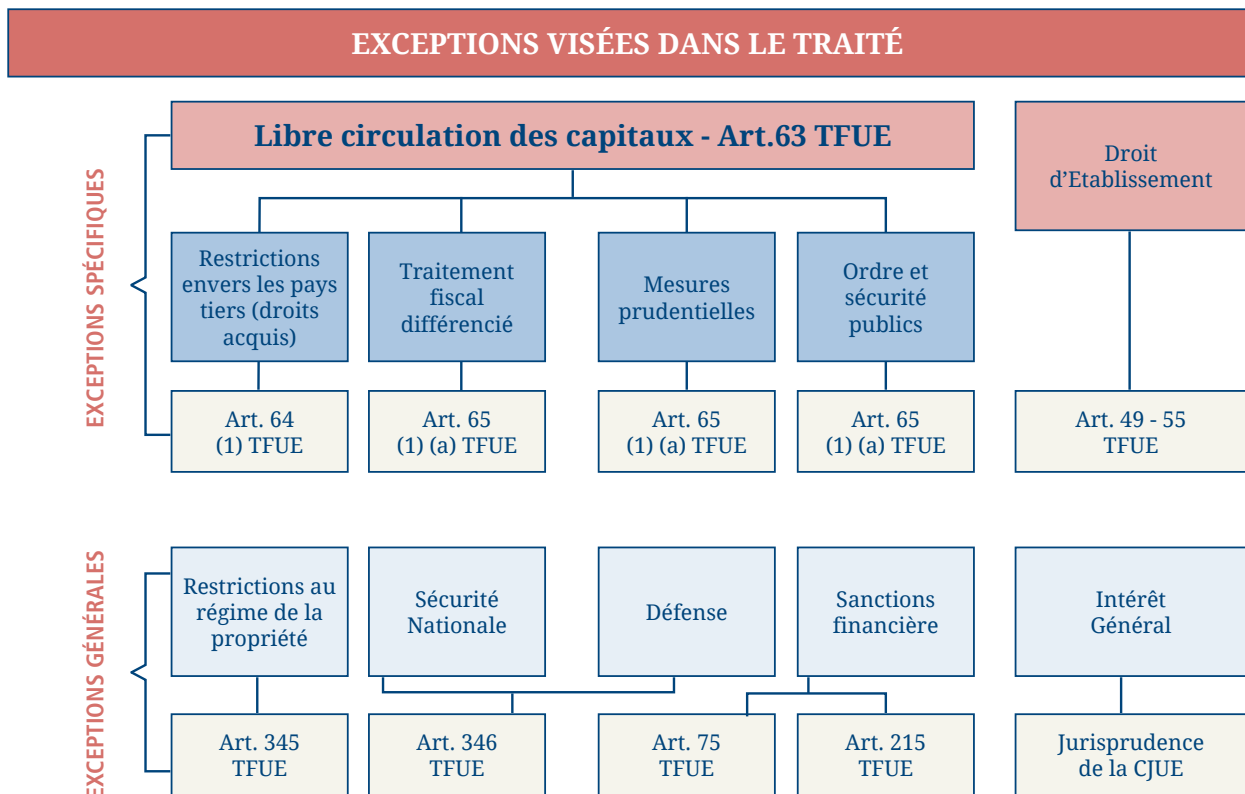 EXCEPTIONS VISÉES DANS LE TRAITÉ
EXCEPTIONS SPÉCIFIQUES
Libre circulation des capitaux - Art.63 TFUE
Droit
d’Etablissement
Restrictions
envers les pays
tiers (droits
acquis)
Traitement
fiscal
différencié
Mesures
prudentielles
Ordre et
sécurité
publics
Art. 64
(1) TFUE
Art. 65
(1) (a) TFUE
Art. 65
(1) (a) TFUE
Art. 65
(1) (a) TFUE
Art. 49 - 55
TFUE
EXCEPTIONS GÉNÉRALES
Restrictions au
régime de la
propriété
Sécurité
Nationale
Défense
Sanctions
financière
Intérêt
Général
Art. 345
TFUE
Art. 346
TFUE
Art. 75
TFUE
Art. 215
TFUE
Jurisprudence
de la CJUE